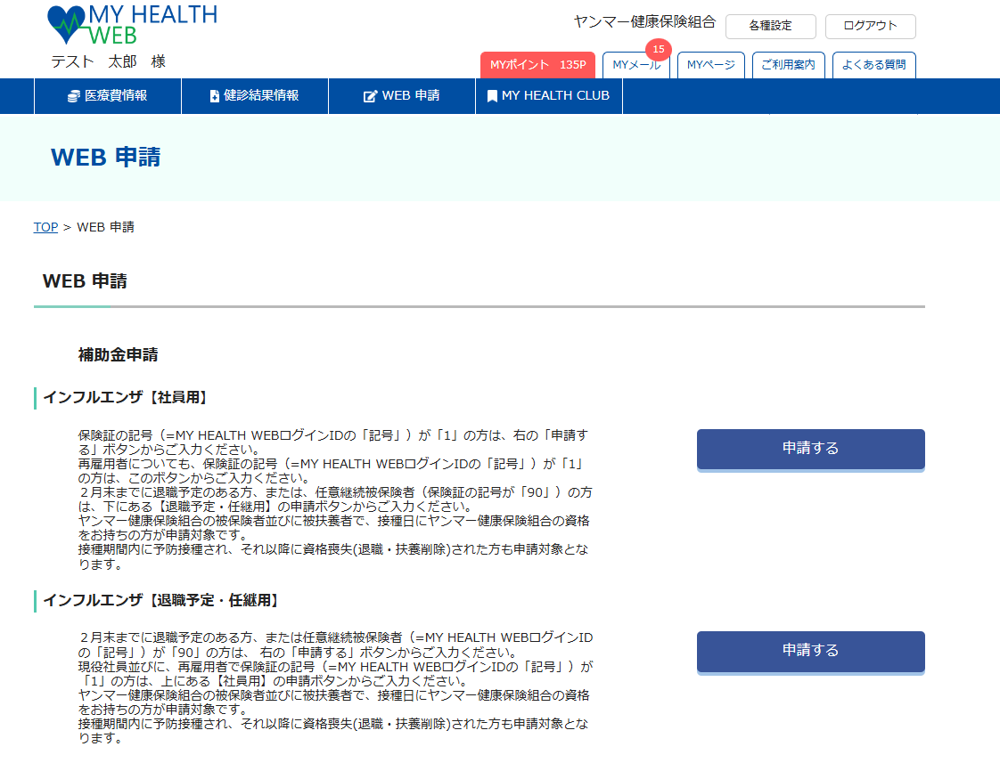 MY HEALTH
WEB
ヤンマー健康保険組合
各種設定
ログアウト
テスト　太郎　様
MYポイント　135P
MYメール
15
MYページ
ご利用案内
よくある質問
医療費情報
健診結果情報
WEB 申請
MY HEALTH CLUB
WEB 申請
TOP > WEB 申請
WEB 申請
補助金申請
インフルエンザ【社員用】
保険証の記号（=MY HEALTH WEBログインIDの「記号」）が「1」の方は、右の「申請す
る」ボタンからご入力ください。
再雇用者についても、保険証の記号（=MY HEALTH WEBログインIDの「記号」）が「1」
の方は、このボタンからご入力ください。
２月末までに退職予定のある方、または、任意継続被保険者（保険証の記号が「90」）の方
は、下にある【退職予定・任継用】の申請ボタンからご入力ください。
ヤンマー健康保険組合の被保険者並びに被扶養者で、接種日にヤンマー健康保険組合の資格
をお持ちの方が申請対象です。
接種期間内に予防接種され、それ以降に資格喪失(退職・扶養削除)された方も申請対象とな
ります。
申請する
インフルエンザ【退職予定・任継用】
２月末までに退職予定のある方、または任意継続被保険者（=MY HEALTH WEBログインID
の「記号」）が「90」の方は、 右の「申請する」ボタンからご入力ください。
現役社員並びに、再雇用者で保険証の記号（=MY HEALTH WEBログインIDの「記号」）が
「1」の方は、上にある【社員用】の申請ボタンからご入力ください。
ヤンマー健康保険組合の被保険者並びに被扶養者で、接種日にヤンマー健康保険組合の資格
をお持ちの方が申請対象です。
接種期間内に予防接種され、それ以降に資格喪失(退職・扶養削除)された方も申請対象とな
ります。
申請する